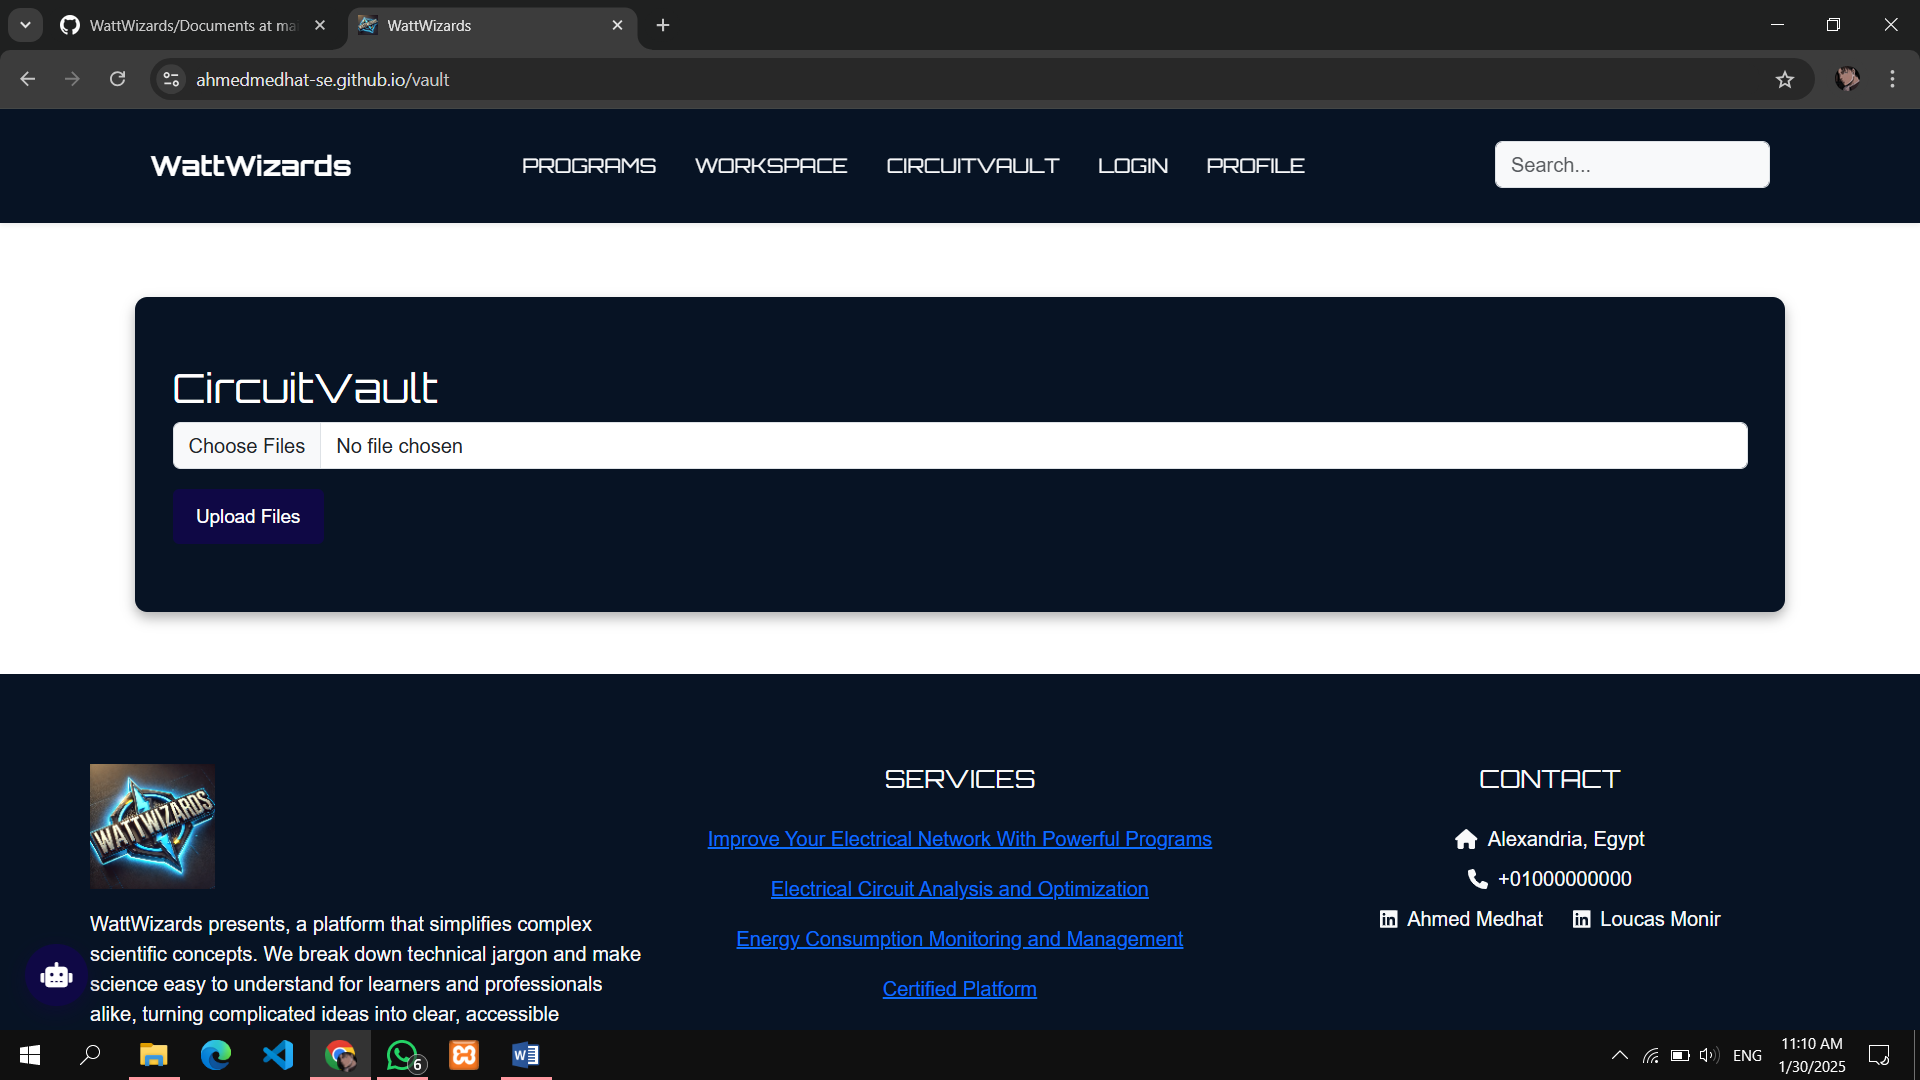 WattWizards/Documents at ma
WattWizards
ahmedmedhat-se.github.io/vault
WattWizards
PROGRAMS
WORKSPACE
CIRCUITVAULT
LOGIN
PROFILE
Search...
CircuitVault
Choose Files
No file chosen
Upload Files
WATTWIZARDS
WattWizards presents, a platform that simplifies complex
scientific concepts. We break down technical jargon and make
science easy to understand for learners and professionals
alike, turning complicated ideas into clear, accessible
SERVICES
Improve Your Electrical Network With Powerful Programs
Electrical Circuit Analysis and Optimization
Energy Consumption Monitoring and Management
Certified Platform
CONTACT
Alexandria, Egypt
+01000000000
Ahmed Medhat
Loucas Monir
6
ENG
11:10 AM
1/30/2025